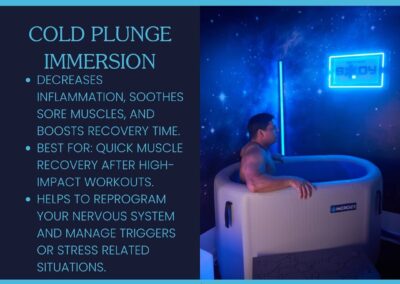 COLD PLUNGE
IMMERSION
• DECREASES
INFLAMMATION, SOOTHES
SORE MUSCLES, AND
BOOSTS RECOVERY TIME.
• BEST FOR: QUICK MUSCLE
RECOVERY AFTER HIGH-
IMPACT WORKOUTS.
• HELPS TO REPROGRAM
YOUR NERVOUS SYSTEM
AND MANAGE TRIGGERS
OR STRESS RELATED
SITUATIONS.